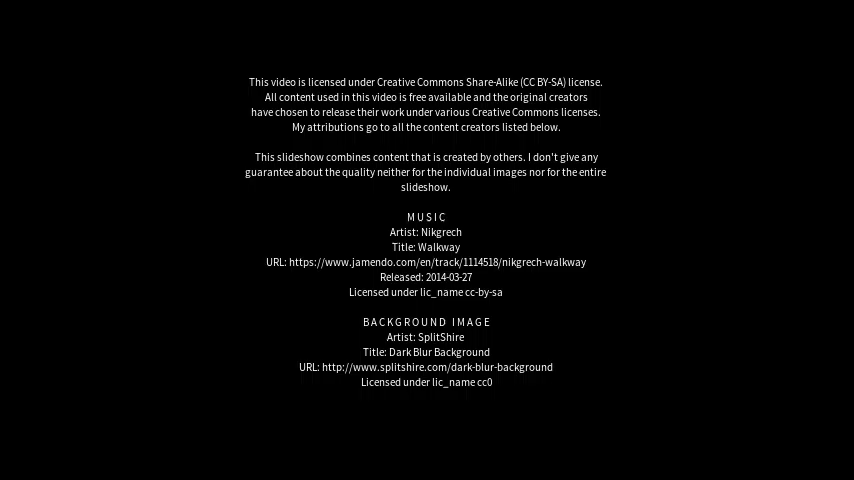 This video is licensed under Creative Commons Share-Alike (CC BY-SA) license.
All content used in this video is free available and the original creators
have chosen to release their work under various Creative Commons licenses.
My attributions go to all the content creators listed below.
This slideshow combines content that is created by others. I don't give any
guarantee about the quality neither for the individual images nor for the entire
slideshow.
MUSIC
Artist: Nikgrech
Title: Walkway
URL: https://www.jamendo.com/en/track/1114518/nikgrech-walkway
Released: 2014-03-27
Licensed under lic_name cc-by-sa
BACKGROUND IMAGE
Artist: SplitShire
Title: Dark Blur Background
URL: http://www.splitshire.com/dark-blur-background
Licensed under lic_name cc0